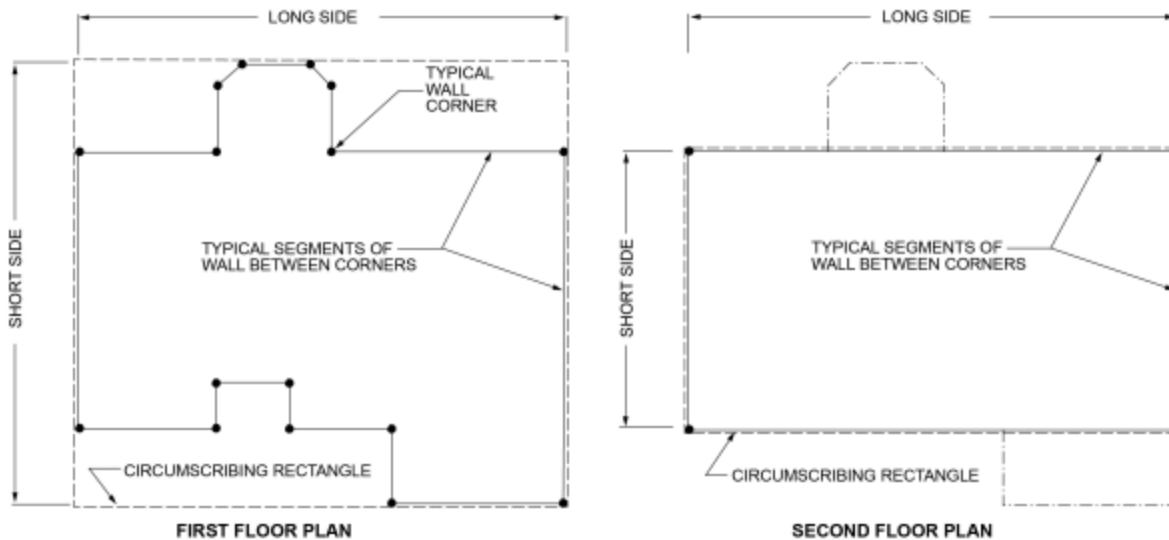 LONG SIDE
TYPICAL
WALL
CORNER
SHORT SIDE
TYPICAL SEGMENTS OF
WALL BETWEEN CORNERS
CIRCUMSCRIBING RECTANGLE
FIRST FLOOR PLAN
LONG SIDE
SHORT SIDE
TYPICAL SEGMENTS OF
WALL BETWEEN CORNERS
CIRCUMSCRIBING RECTANGLE
SECOND FLOOR PLAN